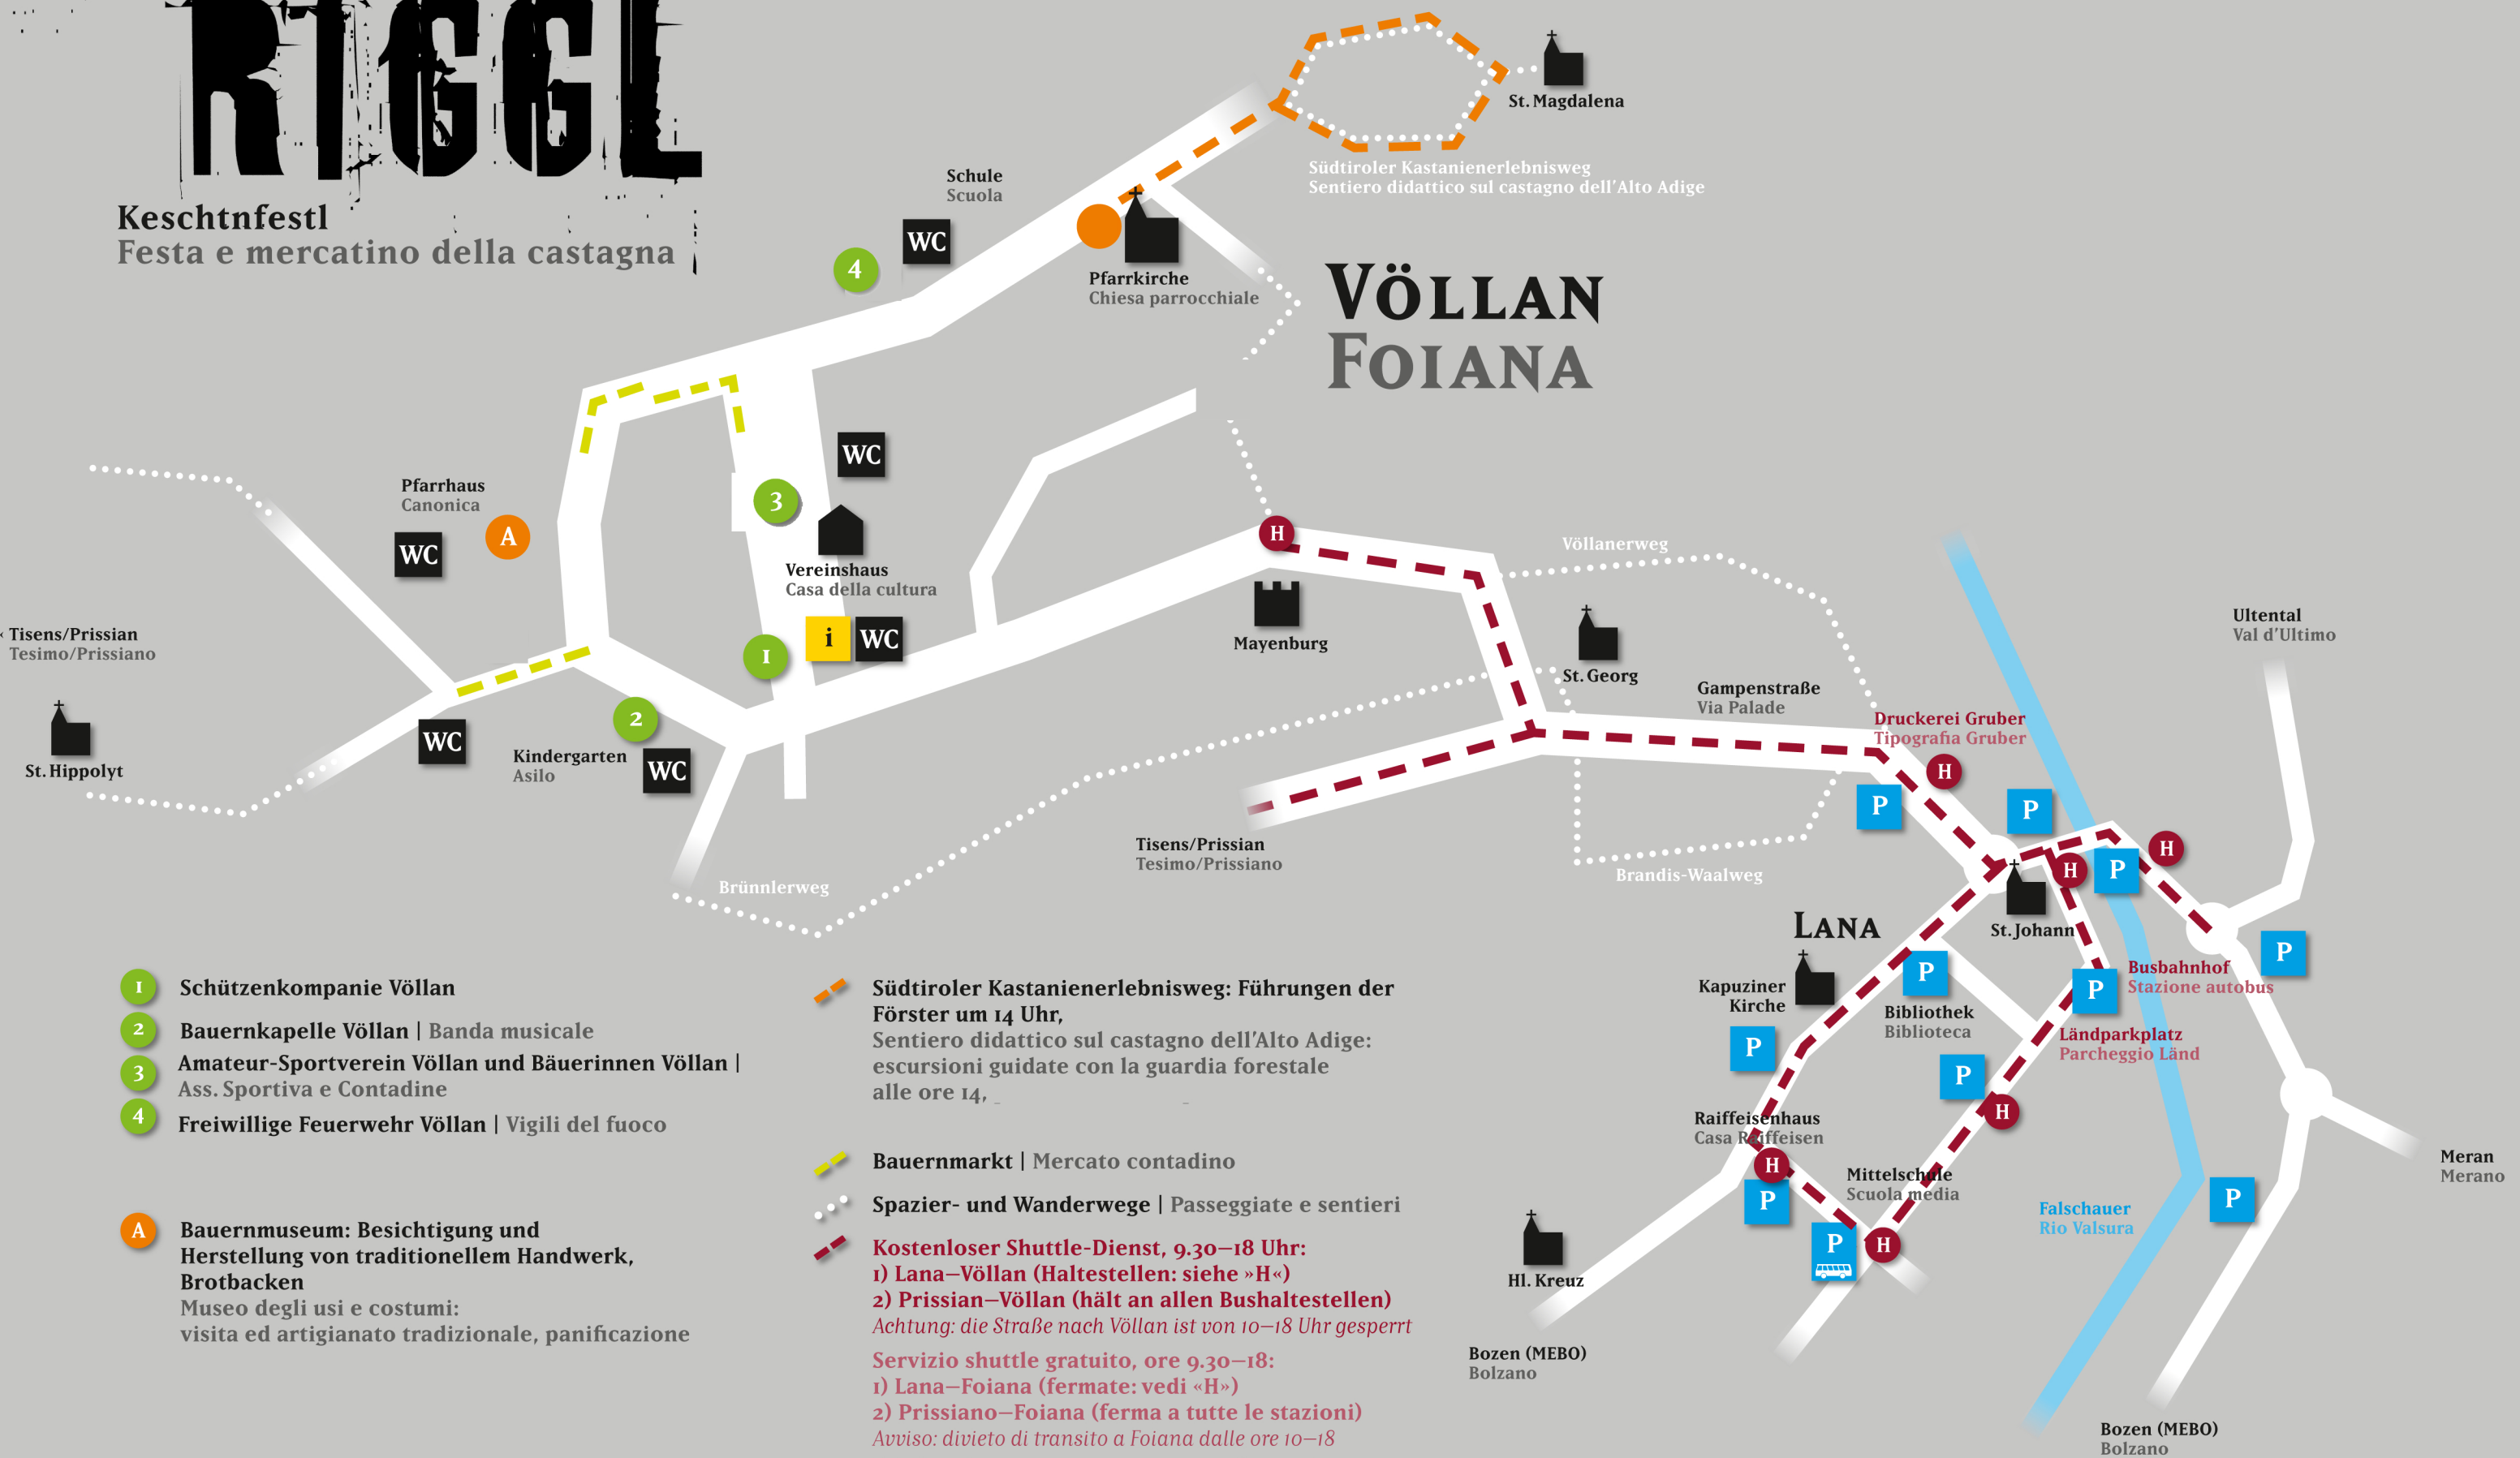 RIGGL
Keschtnfestl
Festa e mercatino della castagna
St. Magdalena
Südtiroler Kastanienerlebnisweg
Sentiero didattico sul castagno dell'Alto Adige
Schule
Scuola
WC
4
Pfarrkirche
Chiesa parrocchiale
VÖLLAN
FOIANA
WC
3
Pfarrhaus
Canonica
WC
A
Vereinshaus
Casa della cultura
i
WC
1
H
Mayenburg
Völlanerweg
St. Georg
Gampenstraße
Via Palade
‹ Tisens/Prissian
Tesimo/Prissiano
St. Hippolyt
WC
2
Kindergarten
Asilo
WC
Brünnlerweg
Tisens/Prissian
Tesimo/Prissiano
Brandis-Waalweg
Ultental
Val d'Ultimo
Druckerei Gruber
Tipografia Gruber
H
P
P
H
H
P
St. Johann
LANA
P
Kapuziner
Kirche
P
Bibliothek
Biblioteca
P
Busbahnhof
Stazione autobus
Ländparkplatz
Parcheggio Länd
P
P
H
Raiffeisenhaus
Casa Raiffeisen
H
P
Mittelschule
Scuola media
P
H
Falschauer
Rio Valsura
P
Meran
Merano
Hl. Kreuz
Bozen (MEBO)
Bolzano
Bozen (MEBO)
Bolzano
1 Schützenkompanie Völlan
2 Bauernkapelle Völlan | Banda musicale
3 Amateur-Sportverein Völlan und Bäuerinnen Völlan |
Ass. Sportiva e Contadine
4 Freiwillige Feuerwehr Völlan | Vigili del fuoco
A Bauernmuseum: Besichtigung und
Herstellung von traditionellem Handwerk,
Brotbacken
Museo degli usi e costumi:
visita ed artigianato tradizionale, panificazione
Südtiroler Kastanienerlebnisweg: Führungen der
Förster um 14 Uhr,
Sentiero didattico sul castagno dell'Alto Adige:
escursioni guidate con la guardia forestale
alle ore 14,
Bauernmarkt | Mercato contadino
Spazier- und Wanderwege | Passeggiate e sentieri
Kostenloser Shuttle-Dienst, 9.30–18 Uhr:
1) Lana–Völlan (Haltestellen: siehe »H«)
2) Prissian–Völlan (hält an allen Bushaltestellen)
Achtung: die Straße nach Völlan ist von 10–18 Uhr gesperrt
Servizio shuttle gratuito, ore 9.30–18:
1) Lana–Foiana (fermate: vedi «H»)
2) Prissiano–Foiana (ferma a tutte le stazioni)
Avviso: divieto di transito a Foiana dalle ore 10–18